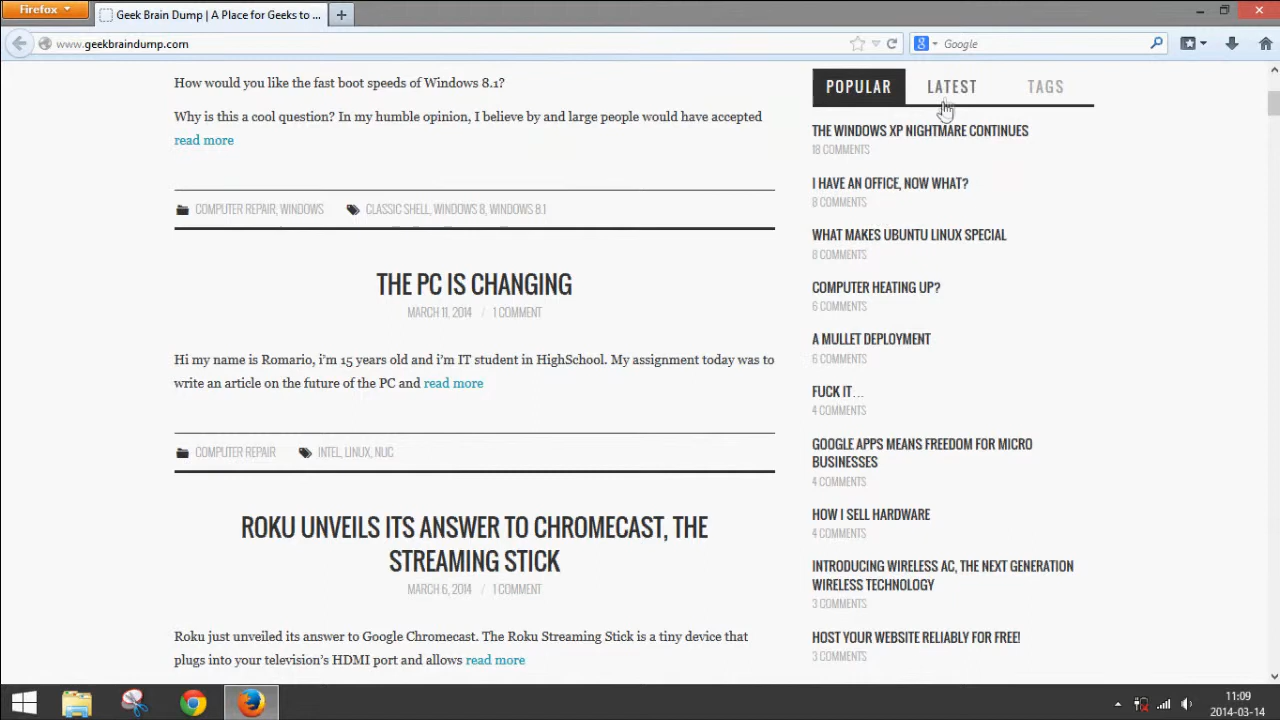 Firefox
Geek Brain Dump | A Place for Geeks to ...
www.geekbraindump.com
Google
How would you like the fast boot speeds of Windows 8.1?
Why is this a cool question? In my humble opinion, I believe by and large people would have accepted
read more
COMPUTER REPAIR, WINDOWS
CLASSIC SHELL, WINDOWS 8, WINDOWS 8.1
THE PC IS CHANGING
MARCH 11, 2014 / 1 COMMENT
Hi my name is Romario, i'm 15 years old and i'm IT student in HighSchool. My assignment today was to
write an article on the future of the PC and read more
COMPUTER REPAIR
INTEL, LINUX, NUC
ROKU UNVEILS ITS ANSWER TO CHROMECAST, THE
STREAMING STICK
MARCH 6, 2014 / 1 COMMENT
Roku just unveiled its answer to Google Chromecast. The Roku Streaming Stick is a tiny device that
plugs into your television's HDMI port and allows read more
POPULAR
LATEST
TAGS
THE WINDOWS XP NIGHTMARE CONTINUES
18 COMMENTS
I HAVE AN OFFICE, NOW WHAT?
8 COMMENTS
WHAT MAKES UBUNTU LINUX SPECIAL
8 COMMENTS
COMPUTER HEATING UP?
6 COMMENTS
A MULLET DEPLOYMENT
6 COMMENTS
FUCK IT...
4 COMMENTS
GOOGLE APPS MEANS FREEDOM FOR MICRO
BUSINESSES
4 COMMENTS
HOW I SELL HARDWARE
4 COMMENTS
INTRODUCING WIRELESS AC, THE NEXT GENERATION
WIRELESS TECHNOLOGY
3 COMMENTS
HOST YOUR WEBSITE RELIABLY FOR FREE!
3 COMMENTS
11:09
2014-03-14